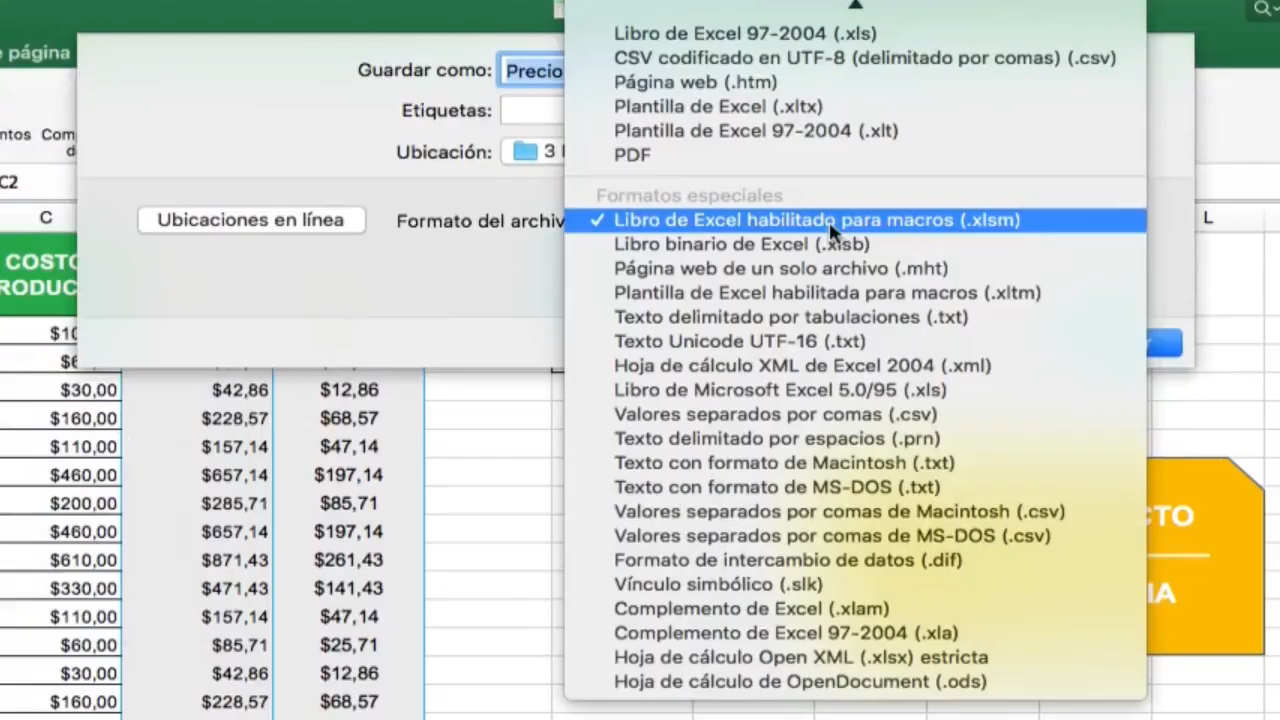 e página
Guardar como: Precio
Etiquetas:
Ubicación: 3
Ubicaciones en línea
Formato del archiv
Libro de Excel 97-2004 (.xls)
CSV codificado en UTF-8 (delimitado por comas) (.csv)
Página web (.htm)
Plantilla de Excel (.xltx)
Plantilla de Excel 97-2004 (.xlt)
PDF
Formatos especiales
✓ Libro de Excel habilitado para macros (.xlsm)
Libro binario de Excel (.xlsb)
Página web de un solo archivo (.mht)
Plantilla de Excel habilitada para macros (.xltm)
Texto delimitado por tabulaciones (.txt)
Texto Unicode UTF-16 (.txt)
Hoja de cálculo XML de Excel 2004 (.xml)
Libro de Microsoft Excel 5.0/95 (.xls)
Valores separados por comas (.csv)
Texto delimitado por espacios (.prn)
Texto con formato de Macintosh (.txt)
Texto con formato de MS-DOS (.txt)
Valores separados por comas de Macintosh (.csv)
Valores separados por comas de MS-DOS (.csv)
Formato de intercambio de datos (.dif)
Vínculo simbólico (.slk)
Complemento de Excel (.xlam)
Complemento de Excel 97-2004 (.xla)
Hoja de cálculo Open XML (.xlsx) estricta
Hoja de cálculo de OpenDocument (.ods)
ntos Com
d
C2
C L
COSTO
RODUC
$10
$6
$30,00 $42,86 $12,86
$160,00 $228,57 $68,57
$110,00 $157,14 $47,14
$460,00 $657,14 $197,14
$200,00 $285,71 $85,71
$460,00 $657,14 $197,14
$610,00 $871,43 $261,43
$330,00 $471,43 $141,43
$110,00 $157,14 $47,14
$60,00 $85,71 $25,71
$30,00 $42,86 $12,86
$160,00 $228,57 $68,57
CTO
IA